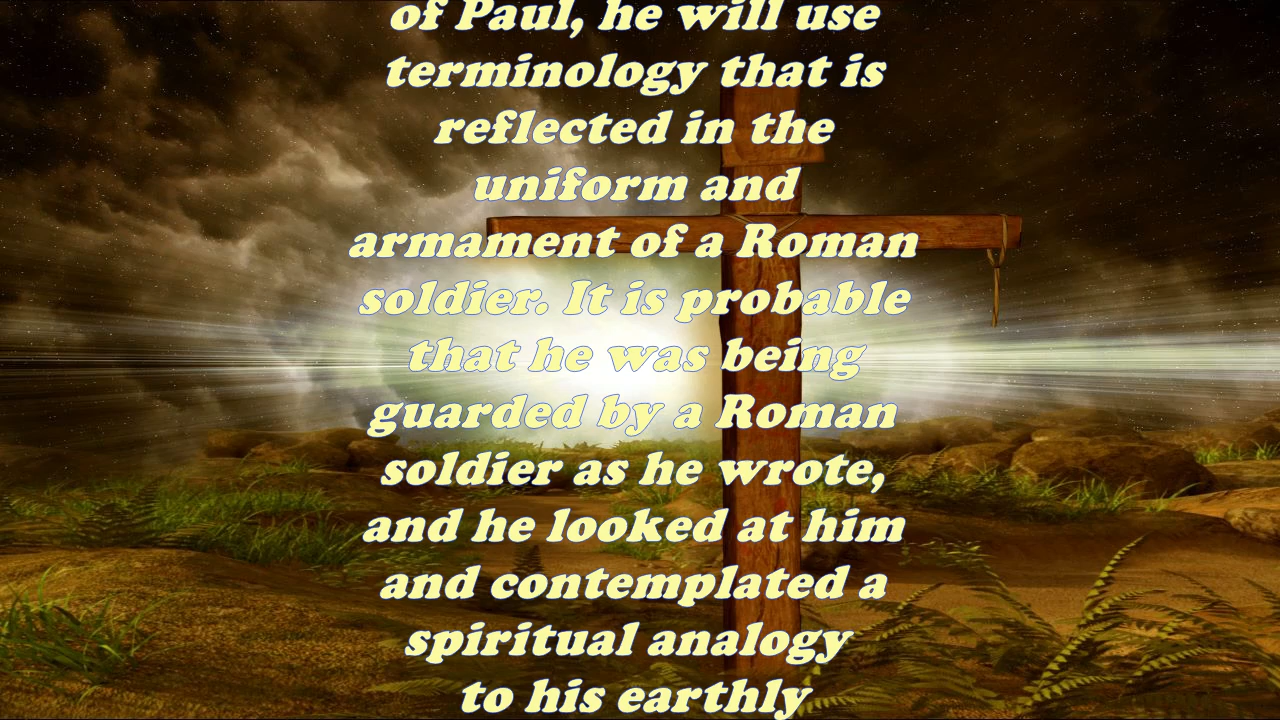 of Paul, he will use
terminology that is
reflected in the
uniform and
armament of a Roman
soldier. It is probable
that he was being
guarded by a Roman
soldier as he wrote,
and he looked at him
and contemplated a
spiritual analogy
to his earthly